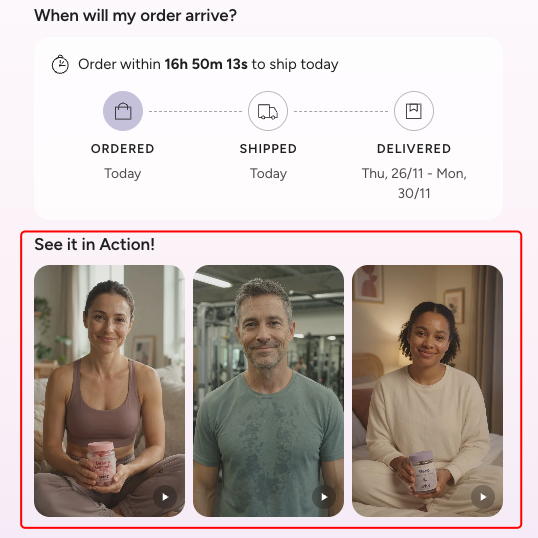 When will my order arrive?
Order within 16h 50m 13s to ship today
ORDERED
Today
SHIPPED
Today
DELIVERED
Thu, 26/11 - Mon,
30/11
See it in Action!